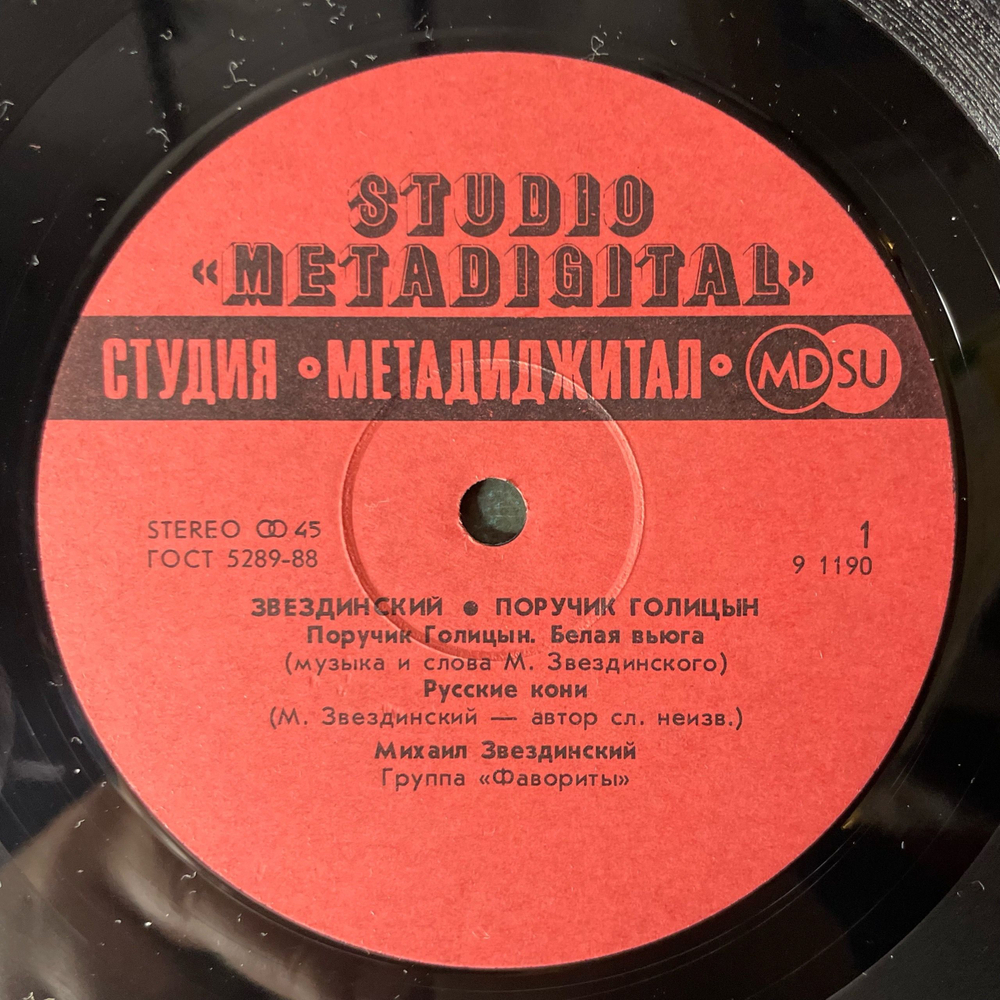 STUDIO
«METADIGITAL»
СТУДИЯ • МЕТАДИДЖИТАЛ • MDSU
STEREO 45
ГОСТ 5289-88
1
9 1190
ЗВЕЗДИНСКИЙ ● ПОРУЧИК ГОЛИЦЫН
Поручик Голицын. Белая вьюга
(музыка и слова М. Звездинского)
Русские кони
(М. Звездинский — автор сл. неизв.)
Михаил Звездинский
Группа «Фавориты»